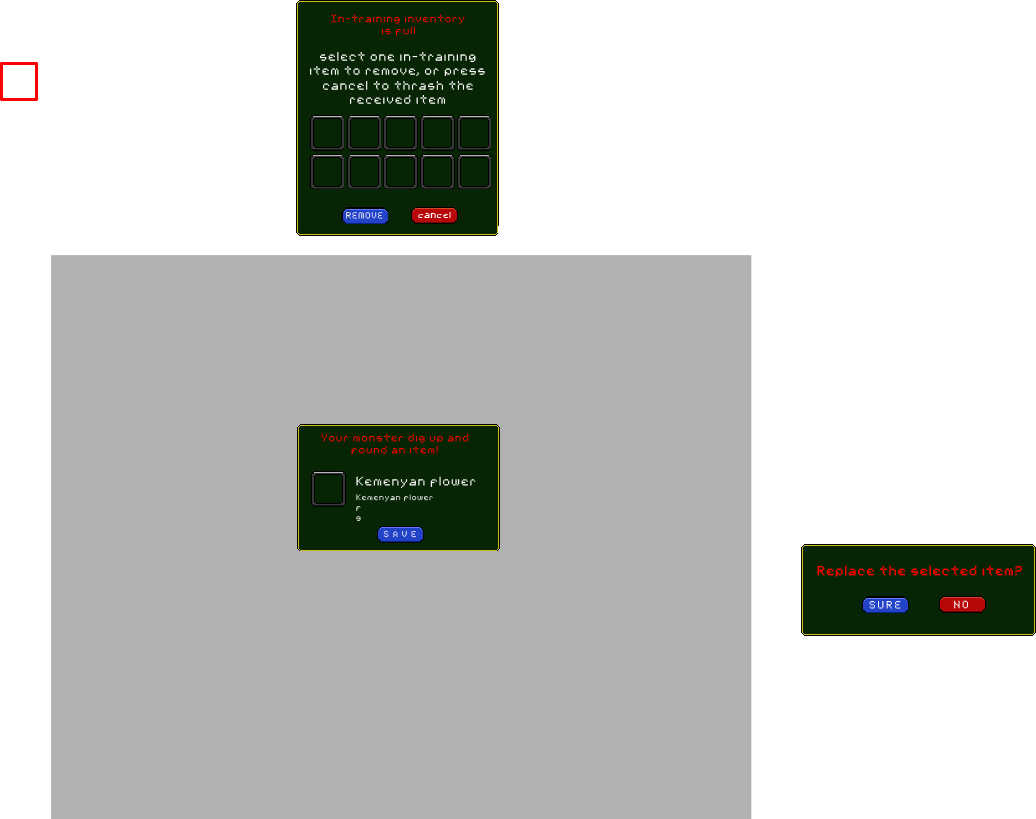 In-training inventory
is full
select one in-training
item to remove, or press
cancel to thrash the
received item
REMOVE
cancel
Your monster dig up and
found an item!
Kemenyan flower
Kemenyan flower
f
g
SAVE
Replace the selected item?
SURE
NO